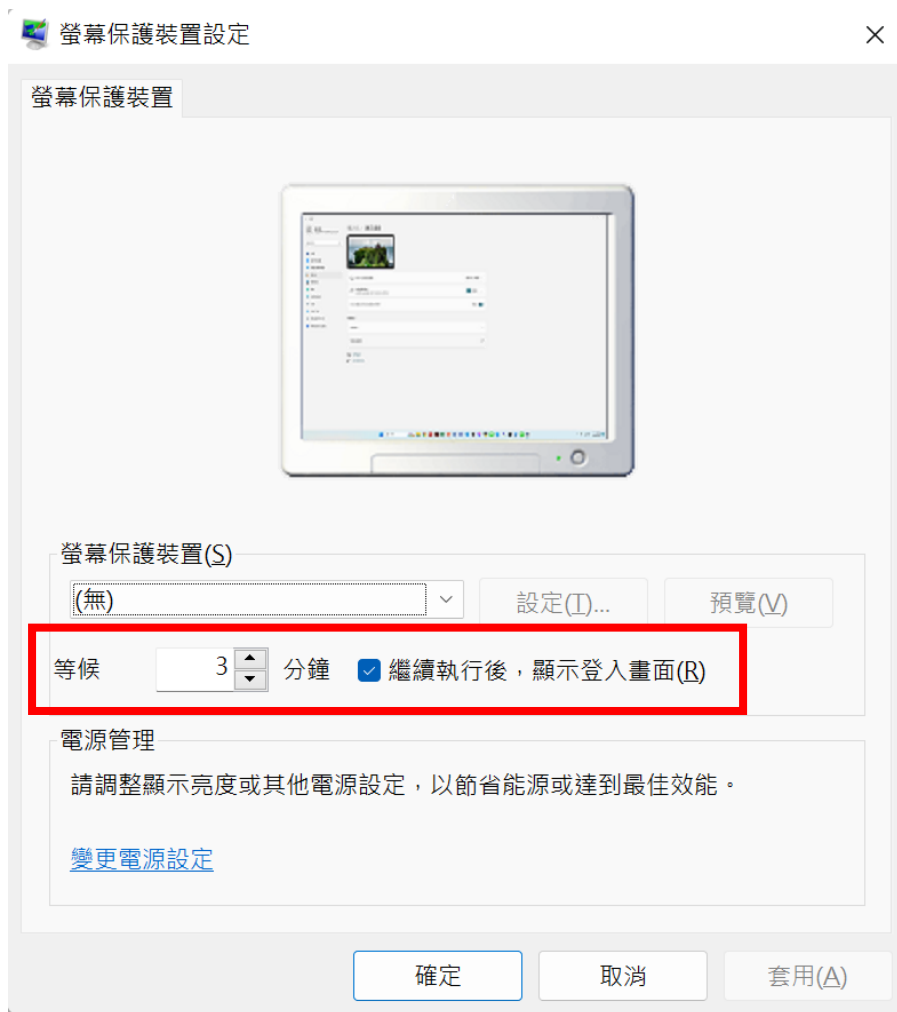 螢幕保護裝置設定
螢幕保護裝置
螢幕保護裝置(S)
(無)
設定(T)...
預覽(V)
等候 3 分鐘 繼續執行後，顯示登入畫面(R)
電源管理
請調整顯示亮度或其他電源設定，以節省能源或達到最佳效能。
變更電源設定
確定
取消
套用(A)